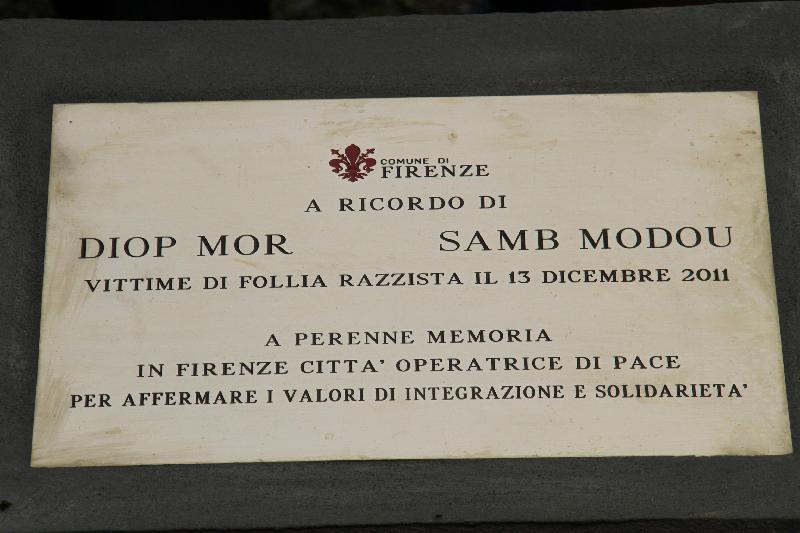 COMUNE DI
FIRENZE
A RICORDO DI
DIOP MOR SAMB MODOU
VITTIME DI FOLLIA RAZZISTA IL 13 DICEMBRE 2011
A PERENNE MEMORIA
IN FIRENZE CITTA' OPERATRICE DI PACE
PER AFFERMARE I VALORI DI INTEGRAZIONE E SOLIDARIETA'